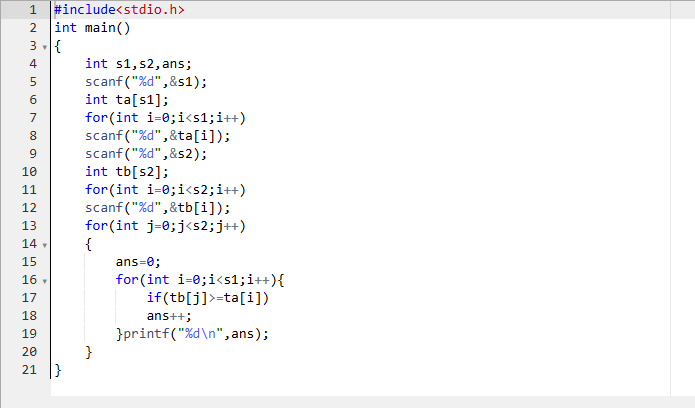 1 #include<stdio.h>
2 int main()
3 {
4 int s1,s2,ans;
5 scanf("%d",&s1);
6 int ta[s1];
7 for(int i=0;i<s1;i++)
8 scanf("%d",&ta[i]);
9 scanf("%d",&s2);
10 int tb[s2];
11 for(int i=0;i<s2;i++)
12 scanf("%d",&tb[i]);
13 for(int j=0;j<s2;j++)
14 {
15 ans=0;
16 for(int i=0;i<s1;i++){
17 if(tb[j]>=ta[i])
18 ans++;
19 }printf("%d\n",ans);
20 }
21 }